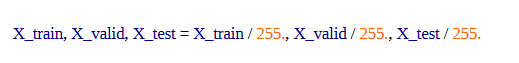 X_train, X_valid, X_test = X_train / 255., X_valid / 255., X_test / 255.